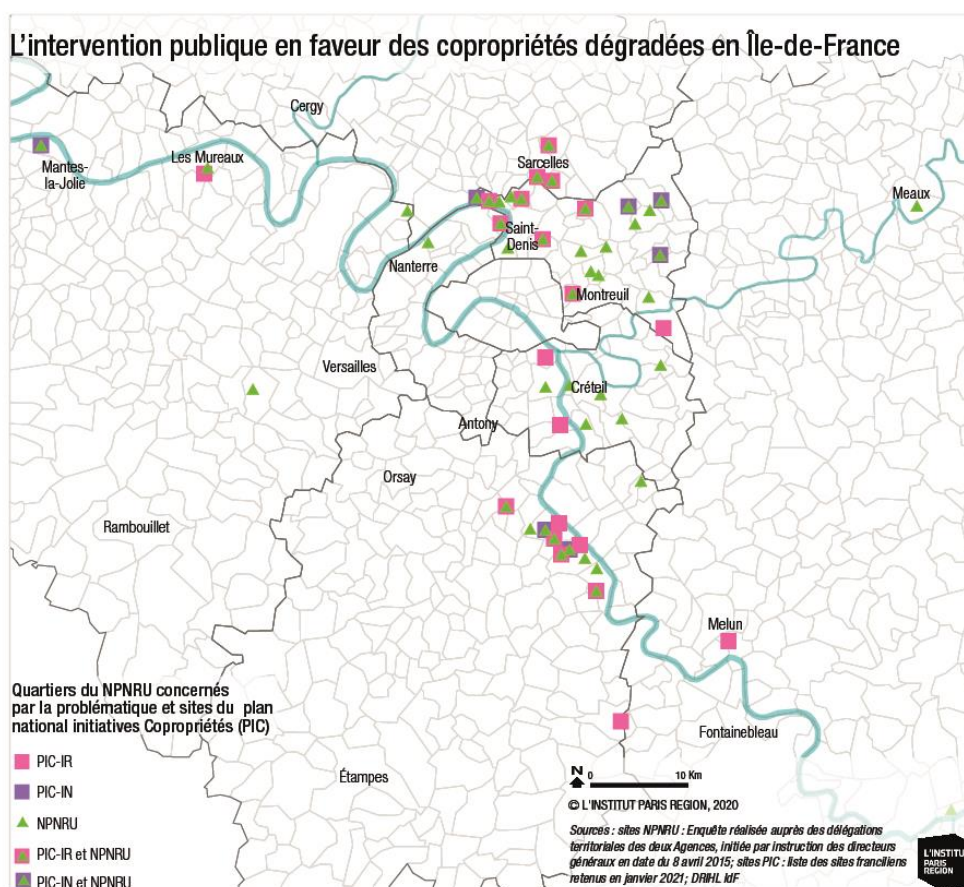 L'intervention publique en faveur des copropriétés dégradées en Île-de-France
Cergy
Sarcelles
Mantes-
la-Jolie
Les Mureaux
Meaux
Saint-
Denis
Nanterre
Montreuil
Versailles
Créteil
Antony
Orsay
Rambouillet
Melun
Fontainebleau
Étampes
Quartiers du NPNRU concernés
par la problématique et sites du plan
national initiatives Copropriétés (PIC)
PIC-IR
PIC-IN
NPNRU
PIC-IR et NPNRU
PIC-IN et NPNRU
N
0 10 Km
© L'INSTITUT PARIS REGION, 2020
Sources : sites NPNRU : Enquête réalisée auprès des délégations
territoriales des deux Agences, initiée par instruction des directeurs
généraux en date du 8 avril 2015; sites PIC : liste des sites franciliens
retenus en janvier 2021; DRIHL IdF
L'INSTITU
PARIS
REGION